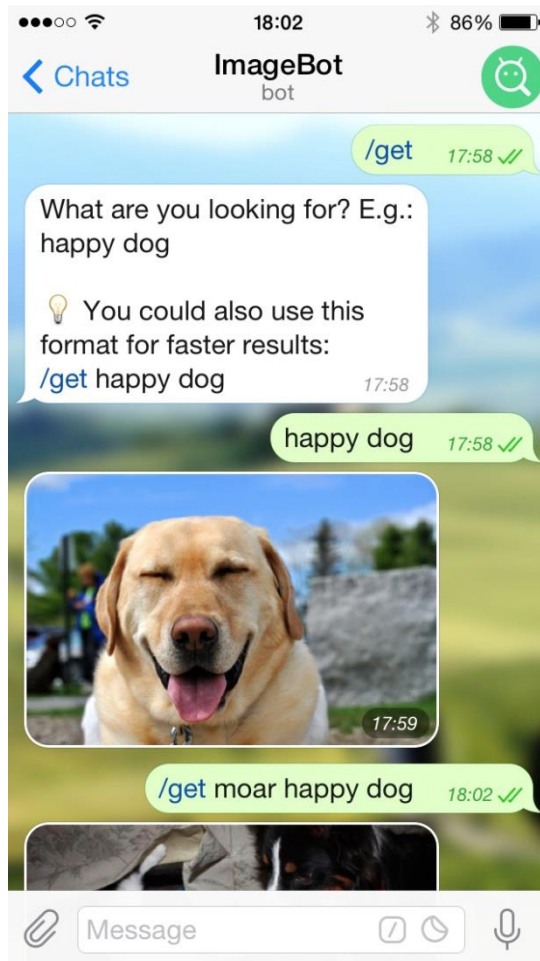 18:02
86%
Chats
ImageBot
bot
/get 17:58
What are you looking for? E.g.:
happy dog
You could also use this
format for faster results:
/get happy dog 17:58
happy dog 17:58
17:59
/get moar happy dog 18:02
Message